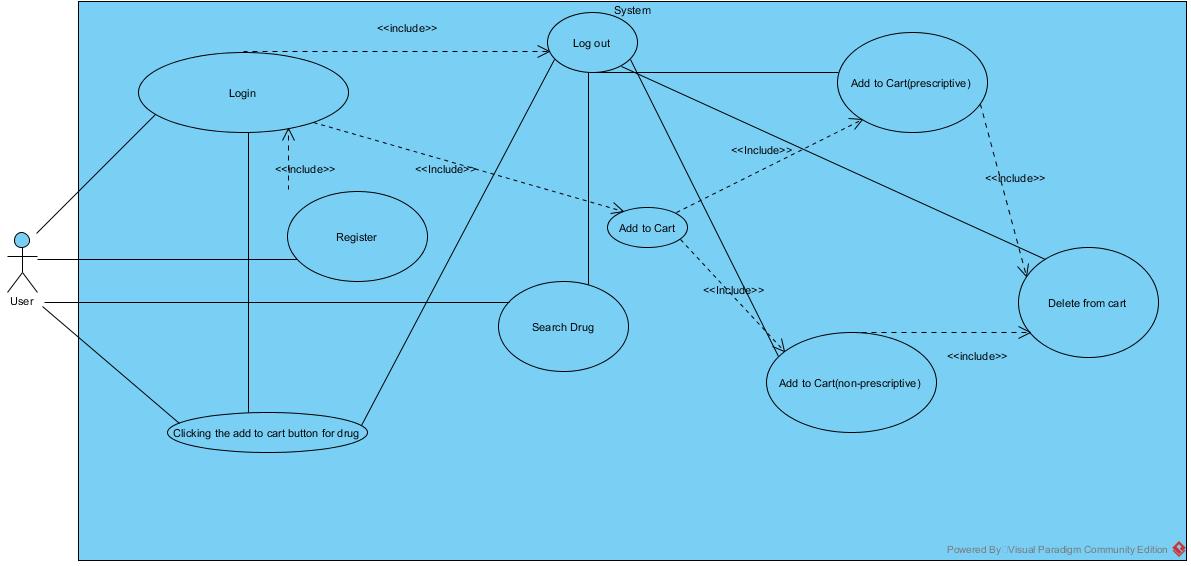 System
<<include>>
Log out
Add to Cart(prescriptive)
Login
<<Include>>
<<Include>>
<<Include>>
<<include>>
Register
Add to Cart
User
<<Include>>
Search Drug
Delete from cart
<<include>>
Add to Cart(non-prescriptive)
Clicking the add to cart button for drug
Powered By Visual Paradigm Community Edition